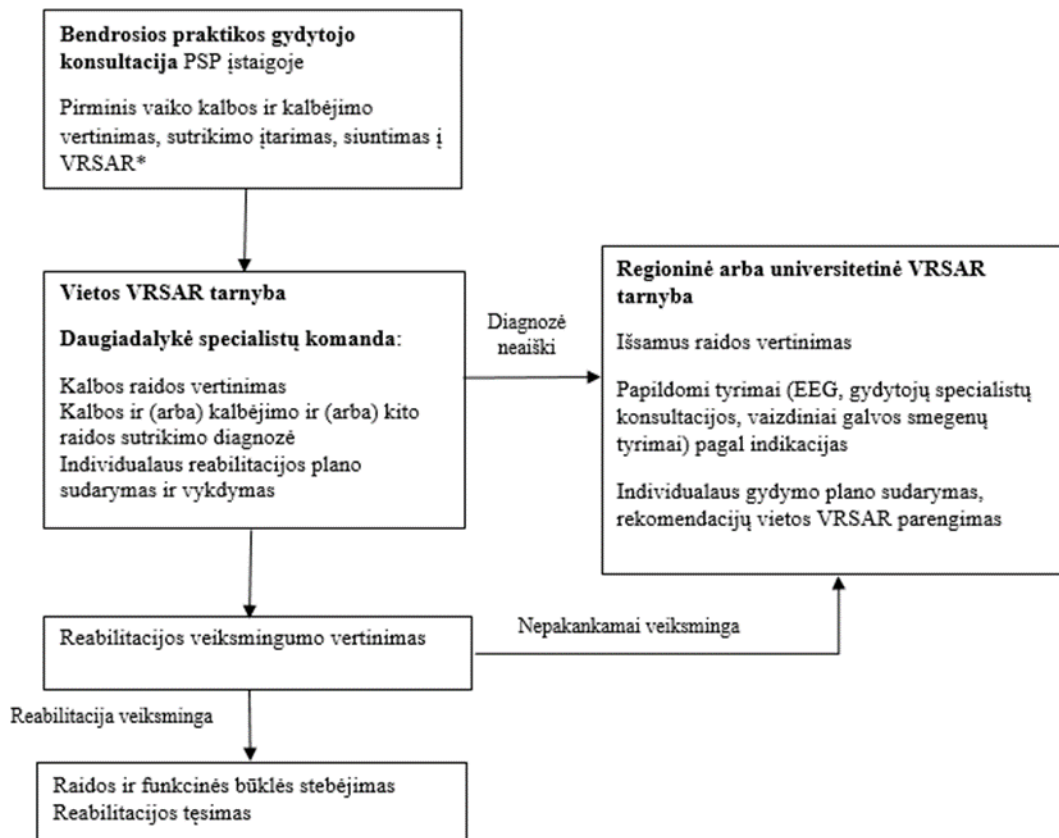 Bendrosios praktikos gydytojo
konsultacija PSP įstaigoje
Pirminis vaiko kalbos ir kalbėjimo
vertinimas, sutrikimo įtarimas, siuntimas į
VRSAR*
Vietos VRSAR tarnyba
Daugiadalykė specialistų komanda:
Kalbos raidos vertinimas
Kalbos ir (arba) kalbėjimo ir (arba) kito
raidos sutrikimo diagnozė
Individualaus reabilitacijos plano
sudarymas ir vykdymas
Diagnozė
neaiški
Regioninė arba universitetinė VRSAR
tarnyba
Išsamus raidos vertinimas
Papildomi tyrimai (EEG, gydytojų specialistų
konsultacijos, vaizdiniai galvos smegenų
tyrimai) pagal indikacijas
Individualaus gydymo plano sudarymas,
rekomendacijų vietos VRSAR parengimas
Reabilitacijos veiksmingumo vertinimas
Nepakankamai veiksminga
Reabilitacija veiksminga
Raidos ir funkcinės būklės stebėjimas
Reabilitacijos tęsimas